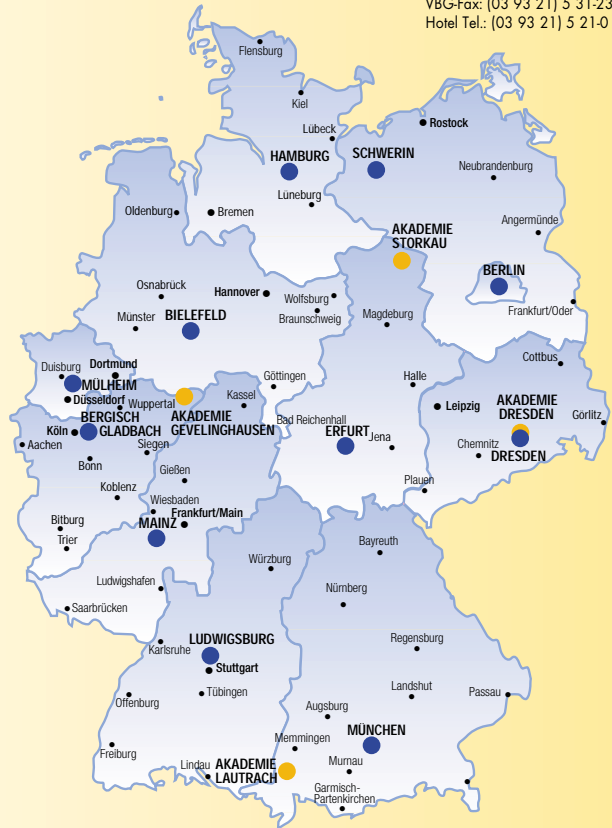 VBG-Fax: (03 93 21) 5 31-23
Hotel Tel.: (03 93 21) 5 21-0
Flensburg
Kiel
Lübeck
Rostock
HAMBURG
SCHWERIN
Neubrandenburg
Lüneburg
Oldenburg
Bremen
Angermünde
AKADEMIE
STORKAU
BERLIN
Osnabrück
Hannover
Wolfsburg
Braunschweig
Magdeburg
Frankfurt/Oder
Münster
BIELEFELD
Cottbus
Duisburg
Dortmund
MÜLHEIM
Düsseldorf
Wuppertal
Göttingen
Kassel
Halle
Leipzig
AKADEMIE
DRESDEN
Görlitz
BERGISCH
GLADBACH
AKADEMIE
GEVELINGHAUSEN
Bad Reichenhall
ERFURT
Jena
Köln
Aachen
Siegen
Chemnitz
DRESDEN
Bonn
Gießen
Plauen
Koblenz
Wiesbaden
Frankfurt/Main
Bitburg
MAINZ
Trier
Bayreuth
Würzburg
Ludwigshafen
Nürnberg
Saarbrücken
LUDWIGSBURG
Karlsruhe
Regensburg
Stuttgart
Tübingen
Landshut
Passau
Offenburg
Augsburg
MÜNCHEN
Freiburg
Memmingen
Lindau
AKADEMIE
LAUTRACH
Murnau
Garmisch-
Partenkirchen